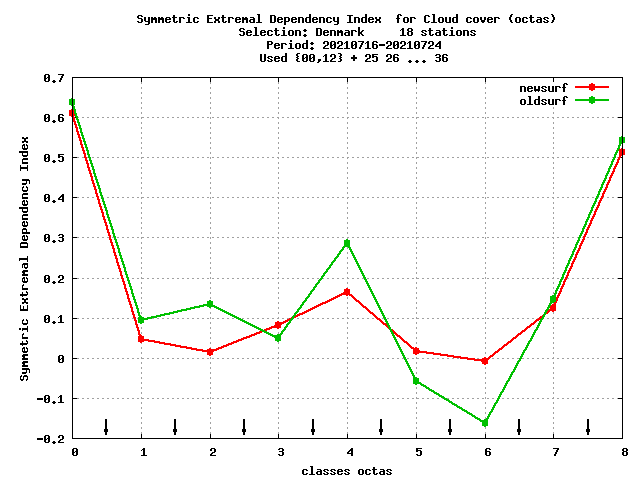 Symmetric Extremal Dependency Index  for Cloud cover (octas)
Selection: Denmark     18 stations
Period: 20210716-20210724
Used {00,12} + 25 26 ... 36
newsurf
oldsurf
Symmetric Extremal Dependency Index
0,7
0,6
0,5
0,4
0,3
0,2
0,1
0
-0,1
-0,2
0 1 2 3 4 5 6 7 8
classes octas